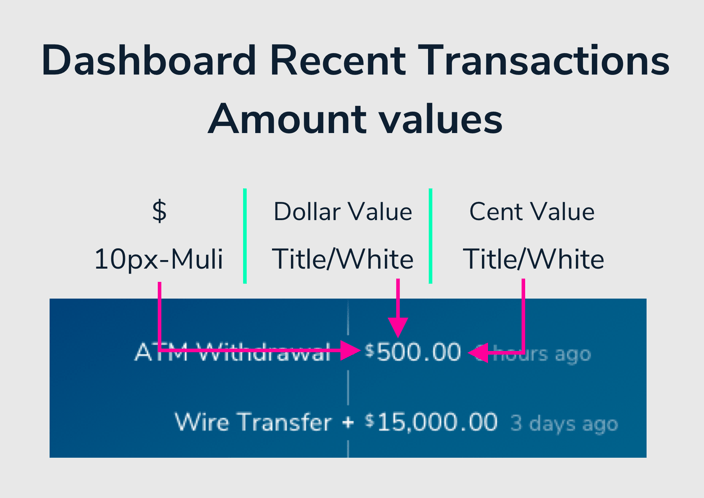 Dashboard Recent Transactions
Amount values
$ Dollar Value Cent Value
10px-Muli Title/White Title/White
ATM Withdrawal $500.00 hours ago
Wire Transfer + $15,000.00 3 days ago